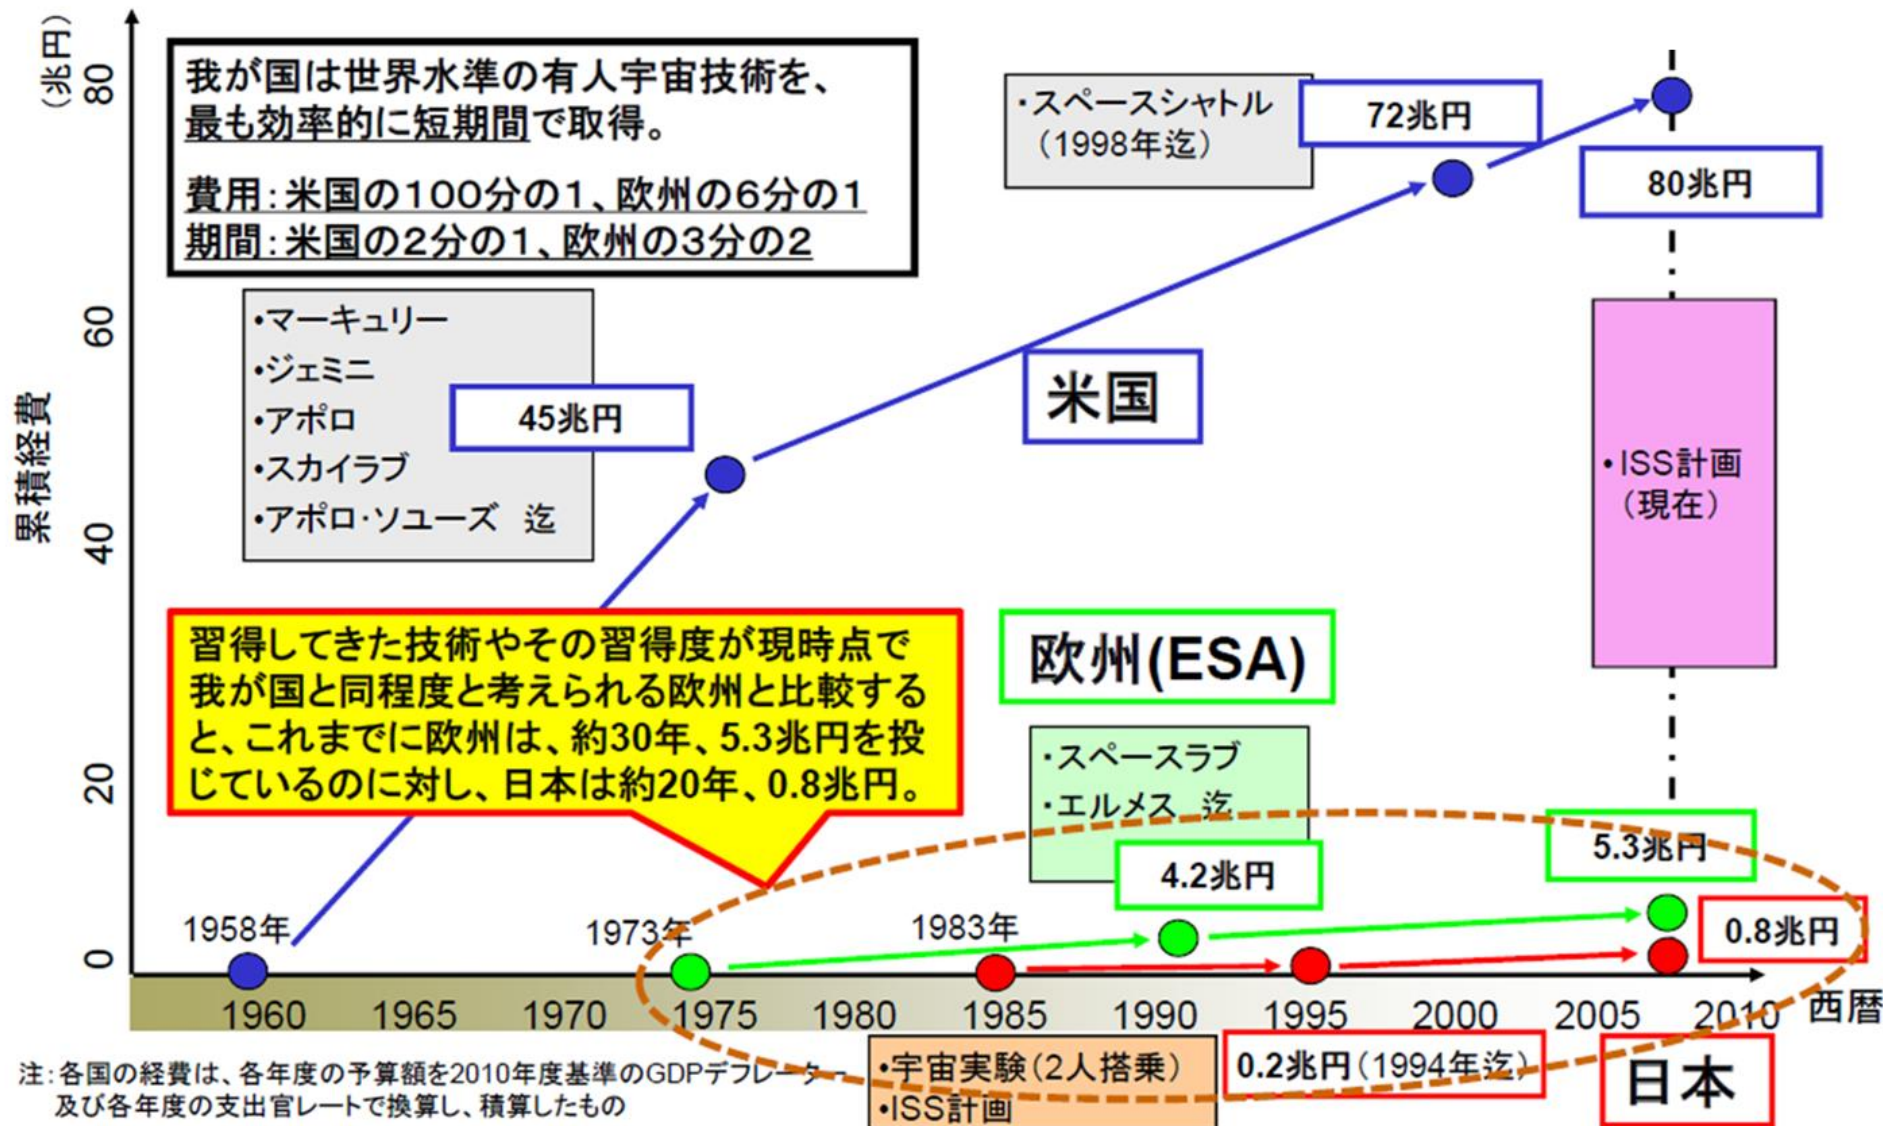 (兆円)
80
60
40
20
0
累積経費
我が国は世界水準の有人宇宙技術を、
最も効率的に短期間で取得。
費用:米国の100分の1、欧州の6分の1
期間:米国の2分の1、欧州の3分の2
・スペースシャトル
(1998年迄)
72兆円
80兆円
・マーキュリー
・ジェミニ
・アポロ
・スカイラブ
・アポロ・ソユーズ 迄
45兆円
米国
・ISS計画
(現在)
習得してきた技術やその習得度が現時点で
我が国と同程度と考えられる欧州と比較する
と、これまでに欧州は、約30年、5.3兆円を投
じているのに対し、日本は約20年、0.8兆円。
欧州(ESA)
・スペースラブ
・エルメス 迄
4.2兆円
5.3兆円
0.8兆円
1958年
1973年
1983年
1960 1965 1970 1975 1980 1985 1990 1995 2000 2005 2010 西暦
・宇宙実験(2人搭乗)
・ISS計画
0.2兆円(1994年迄)
日本
注:各国の経費は、各年度の予算額を2010年度基準のGDPデフレーター
及び各年度の支出官レートで換算し、積算したもの